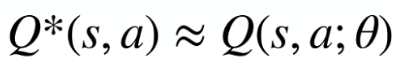 Q*(s, a) ≈ Q(s, a; θ)